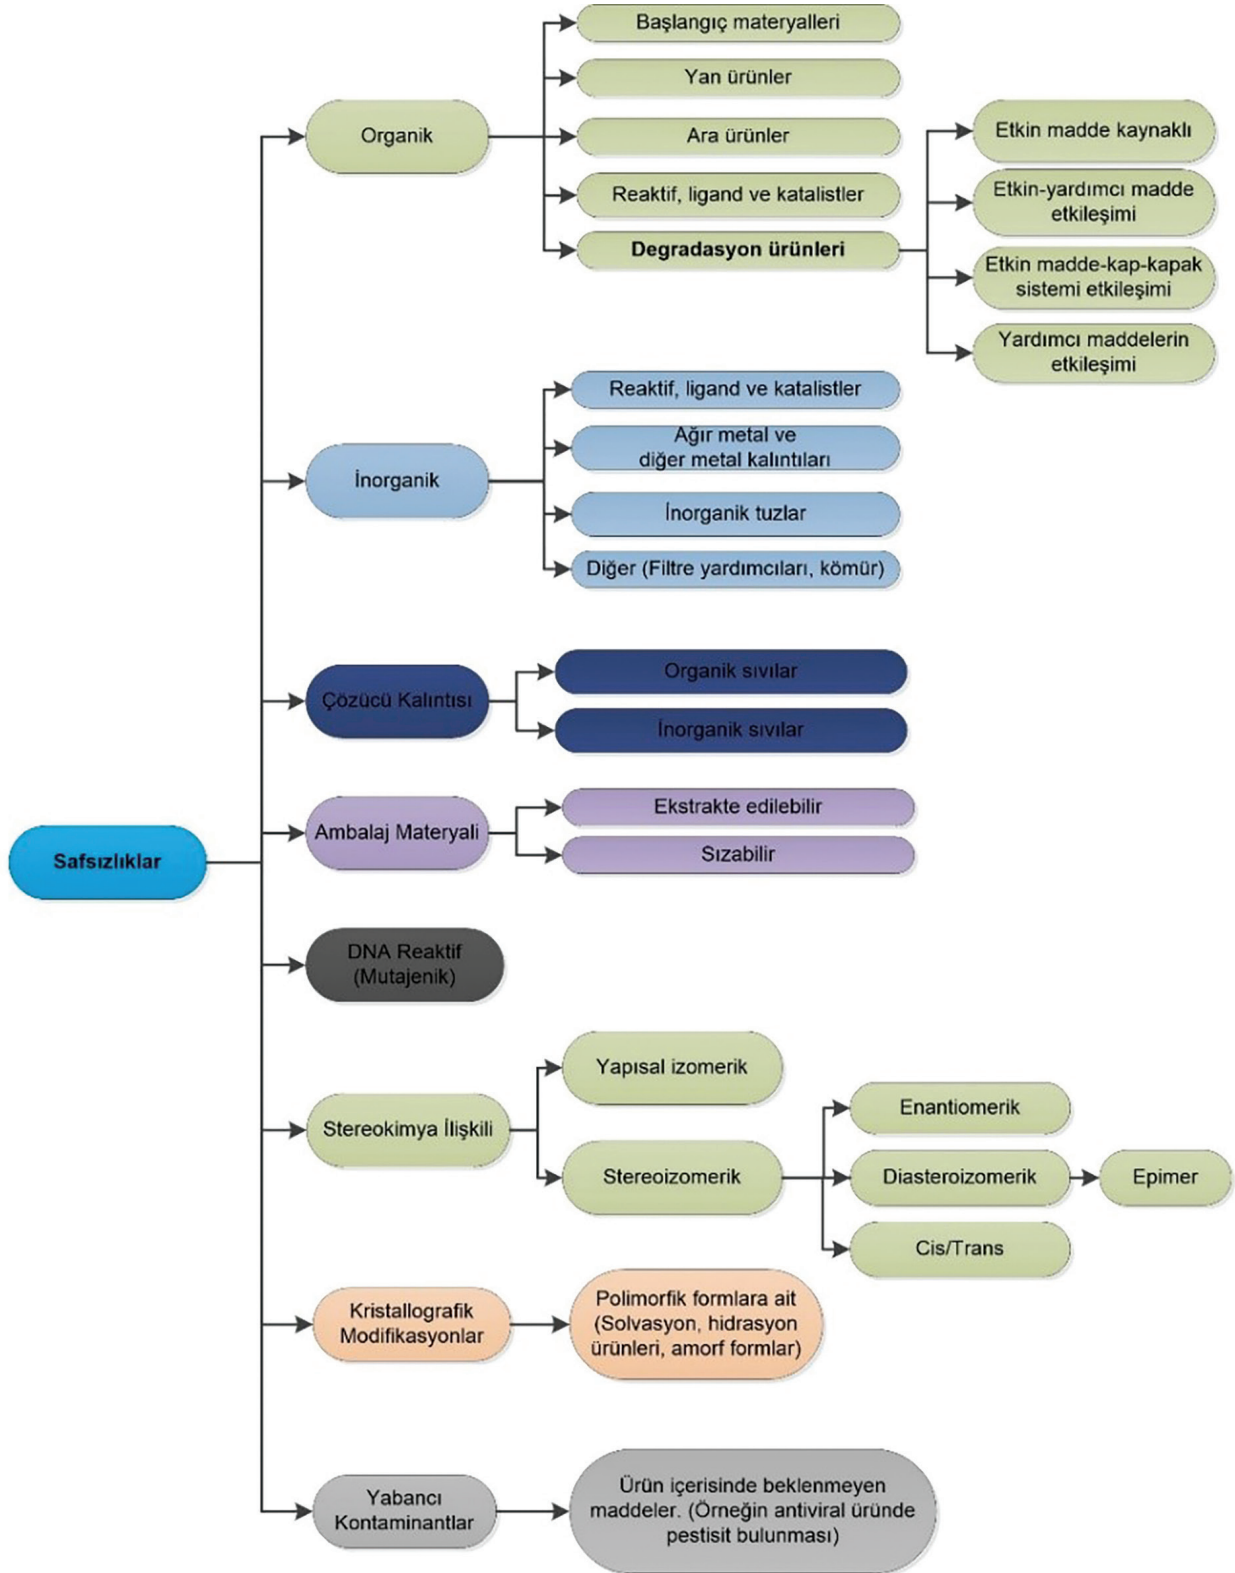 Safsızlıklar
Organik
Başlangıç materyalleri
Yan ürünler
Ara ürünler
Reaktif, ligand ve katalistler
Degradasyon ürünleri
Etkin madde kaynaklı
Etkin-yardımcı madde
etkileşimi
Etkin madde-kap-kapak
sistemi etkileşimi
Yardımcı maddelerin
etkileşimi
İnorganik
Reaktif, ligand ve katalistler
Ağır metal ve
diğer metal kalıntıları
İnorganik tuzlar
Diğer (Filtre yardımcıları, kömür)
Çözücü Kalıntısı
Organik sıvılar
İnorganik sıvılar
Ambalaj Materyali
Ekstrakte edilebilir
Sızabilir
DNA Reaktif
(Mutajenik)
Stereokimya İlişkili
Yapısal izomerik
Stereoizomerik
Enantiomerik
Diasteroizomerik
Epimer
Cis/Trans
Kristallografik
Modifikasyonlar
Polimorfik formlara ait
(Solvasyon, hidrasyon
ürünleri, amorf formlar)
Yabancı
Kontaminantlar
Ürün içerisinde beklenmeyen
maddeler. (Örneğin antiviral üründe
pestisit bulunması)